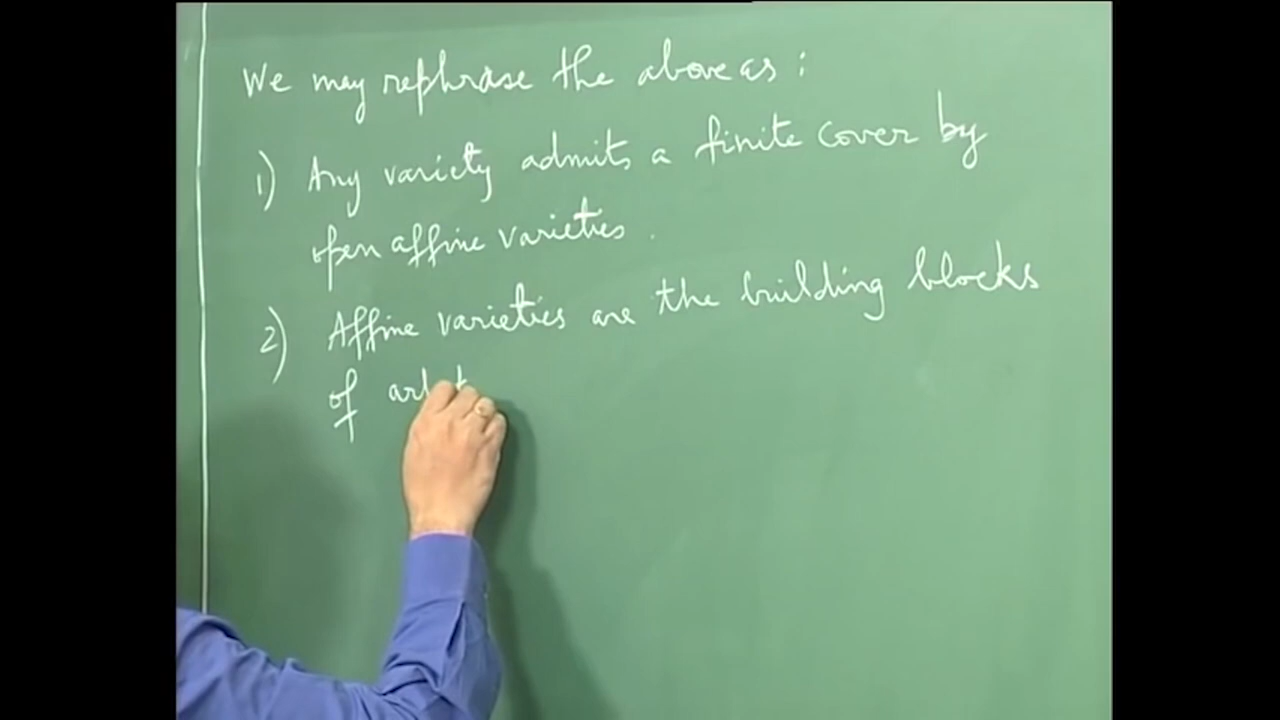 We may rephrase the above as :
1) Any variety admits a finite cover by
open affine varieties .
2) Affine varieties are the building blocks
of